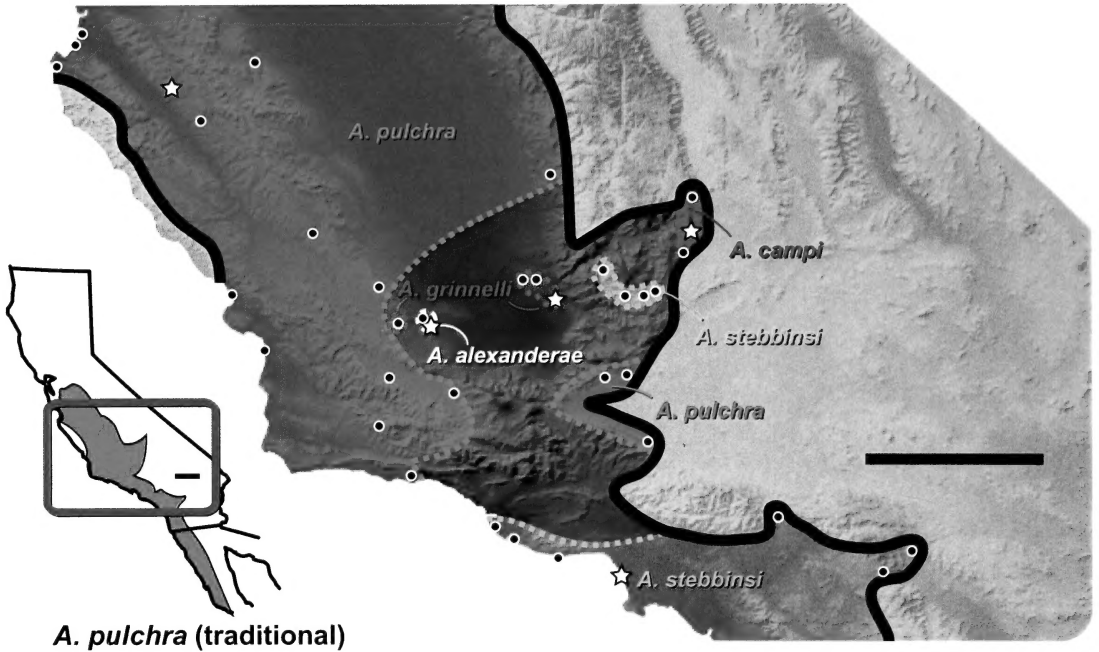 A. pulchra
A. campi
A. grinnelli
A. stebbinsi
A. alexanderae
A. pulchra
A. stebbinsi
A. pulchra (traditional)